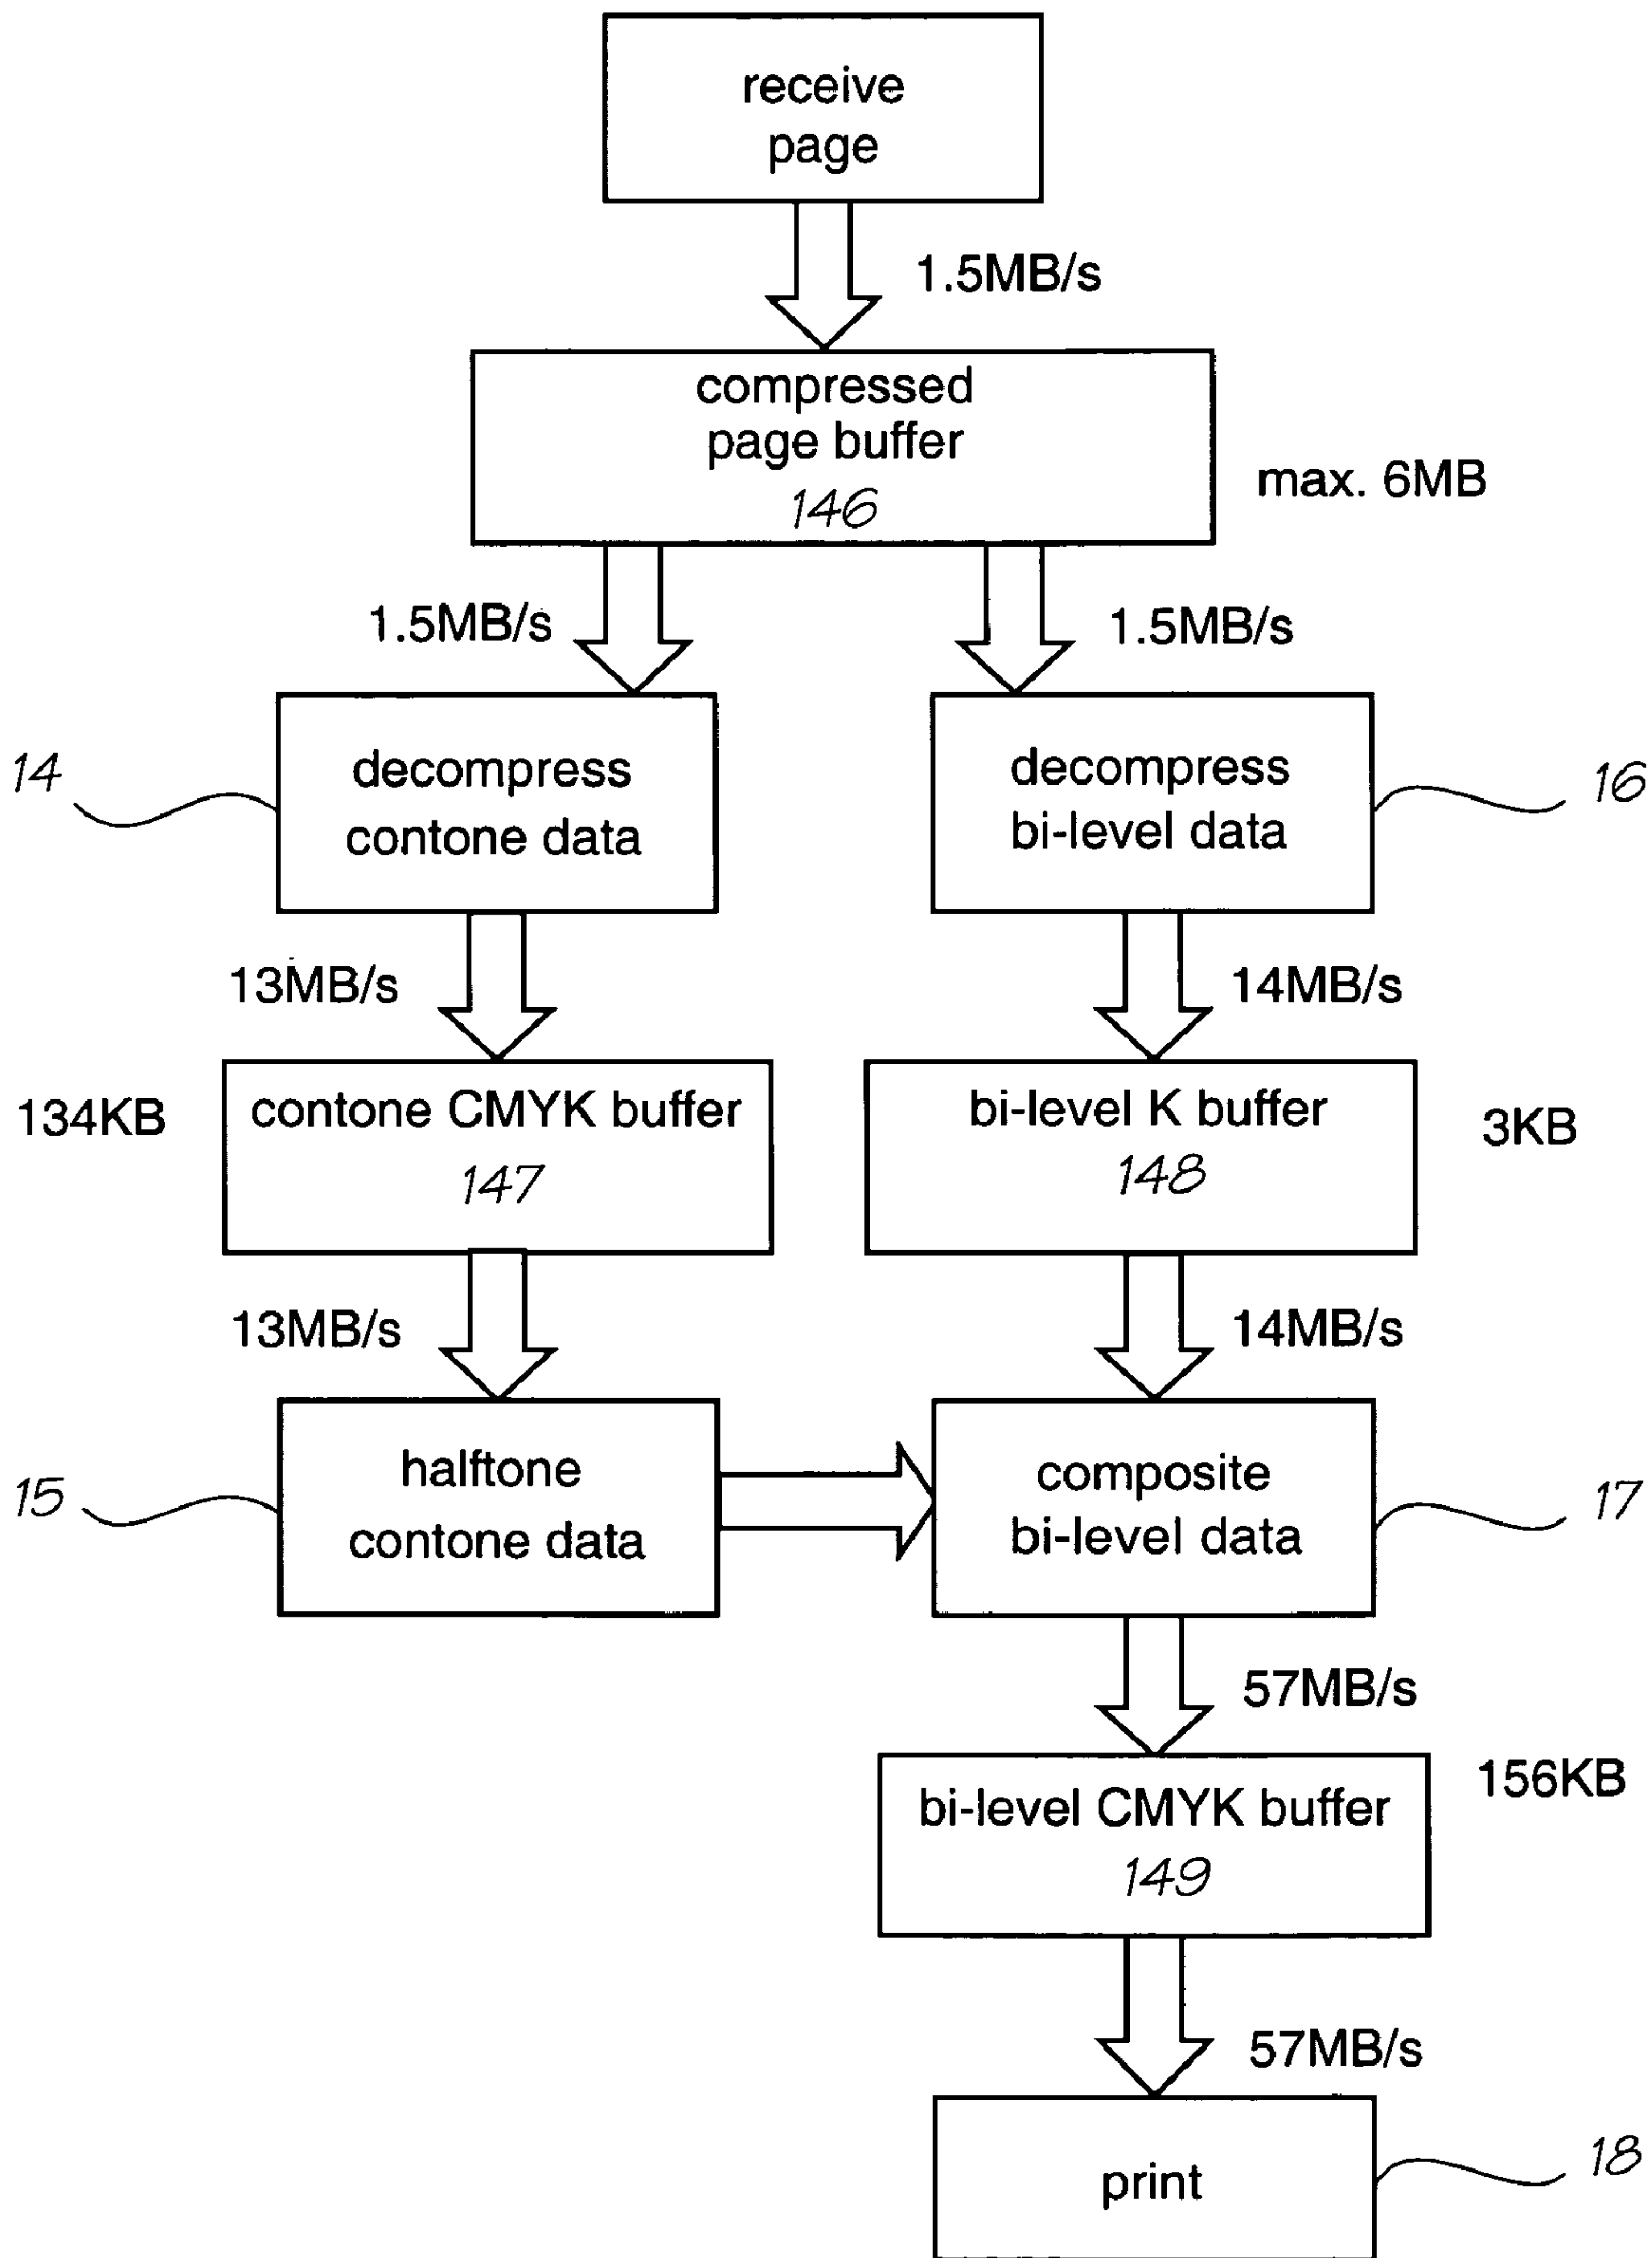 receive
page
1.5MB/s
compressed
page buffer
146
max. 6MB
1.5MB/s
1.5MB/s
14
decompress
contone data
decompress
bi-level data
16
13MB/s
14MB/s
134KB
contone CMYK buffer
147
bi-level K buffer
148
3KB
13MB/s
14MB/s
15
halftone
contone data
composite
bi-level data
17
57MB/s
bi-level CMYK buffer
149
156KB
57MB/s
print
18